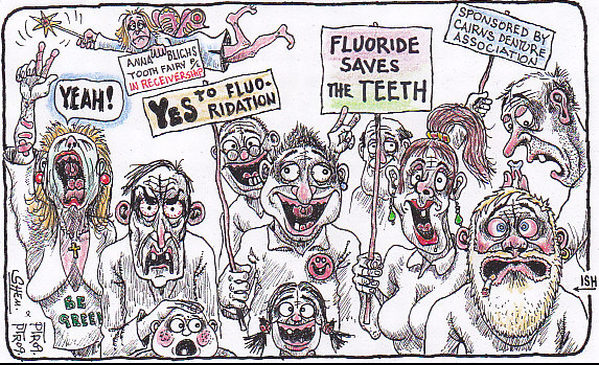 ANNA BLIGHS
TOOTH FAIRY P/L
IN RECEIVERSHIP
YEAH!
YES TO FLUO-
RIDATION
FLUORIDE
SAVES
THE TEETH
SPONSORED BY
CAIRNS DENTURE
ASSOCIATION
BE
GREEN
ISH